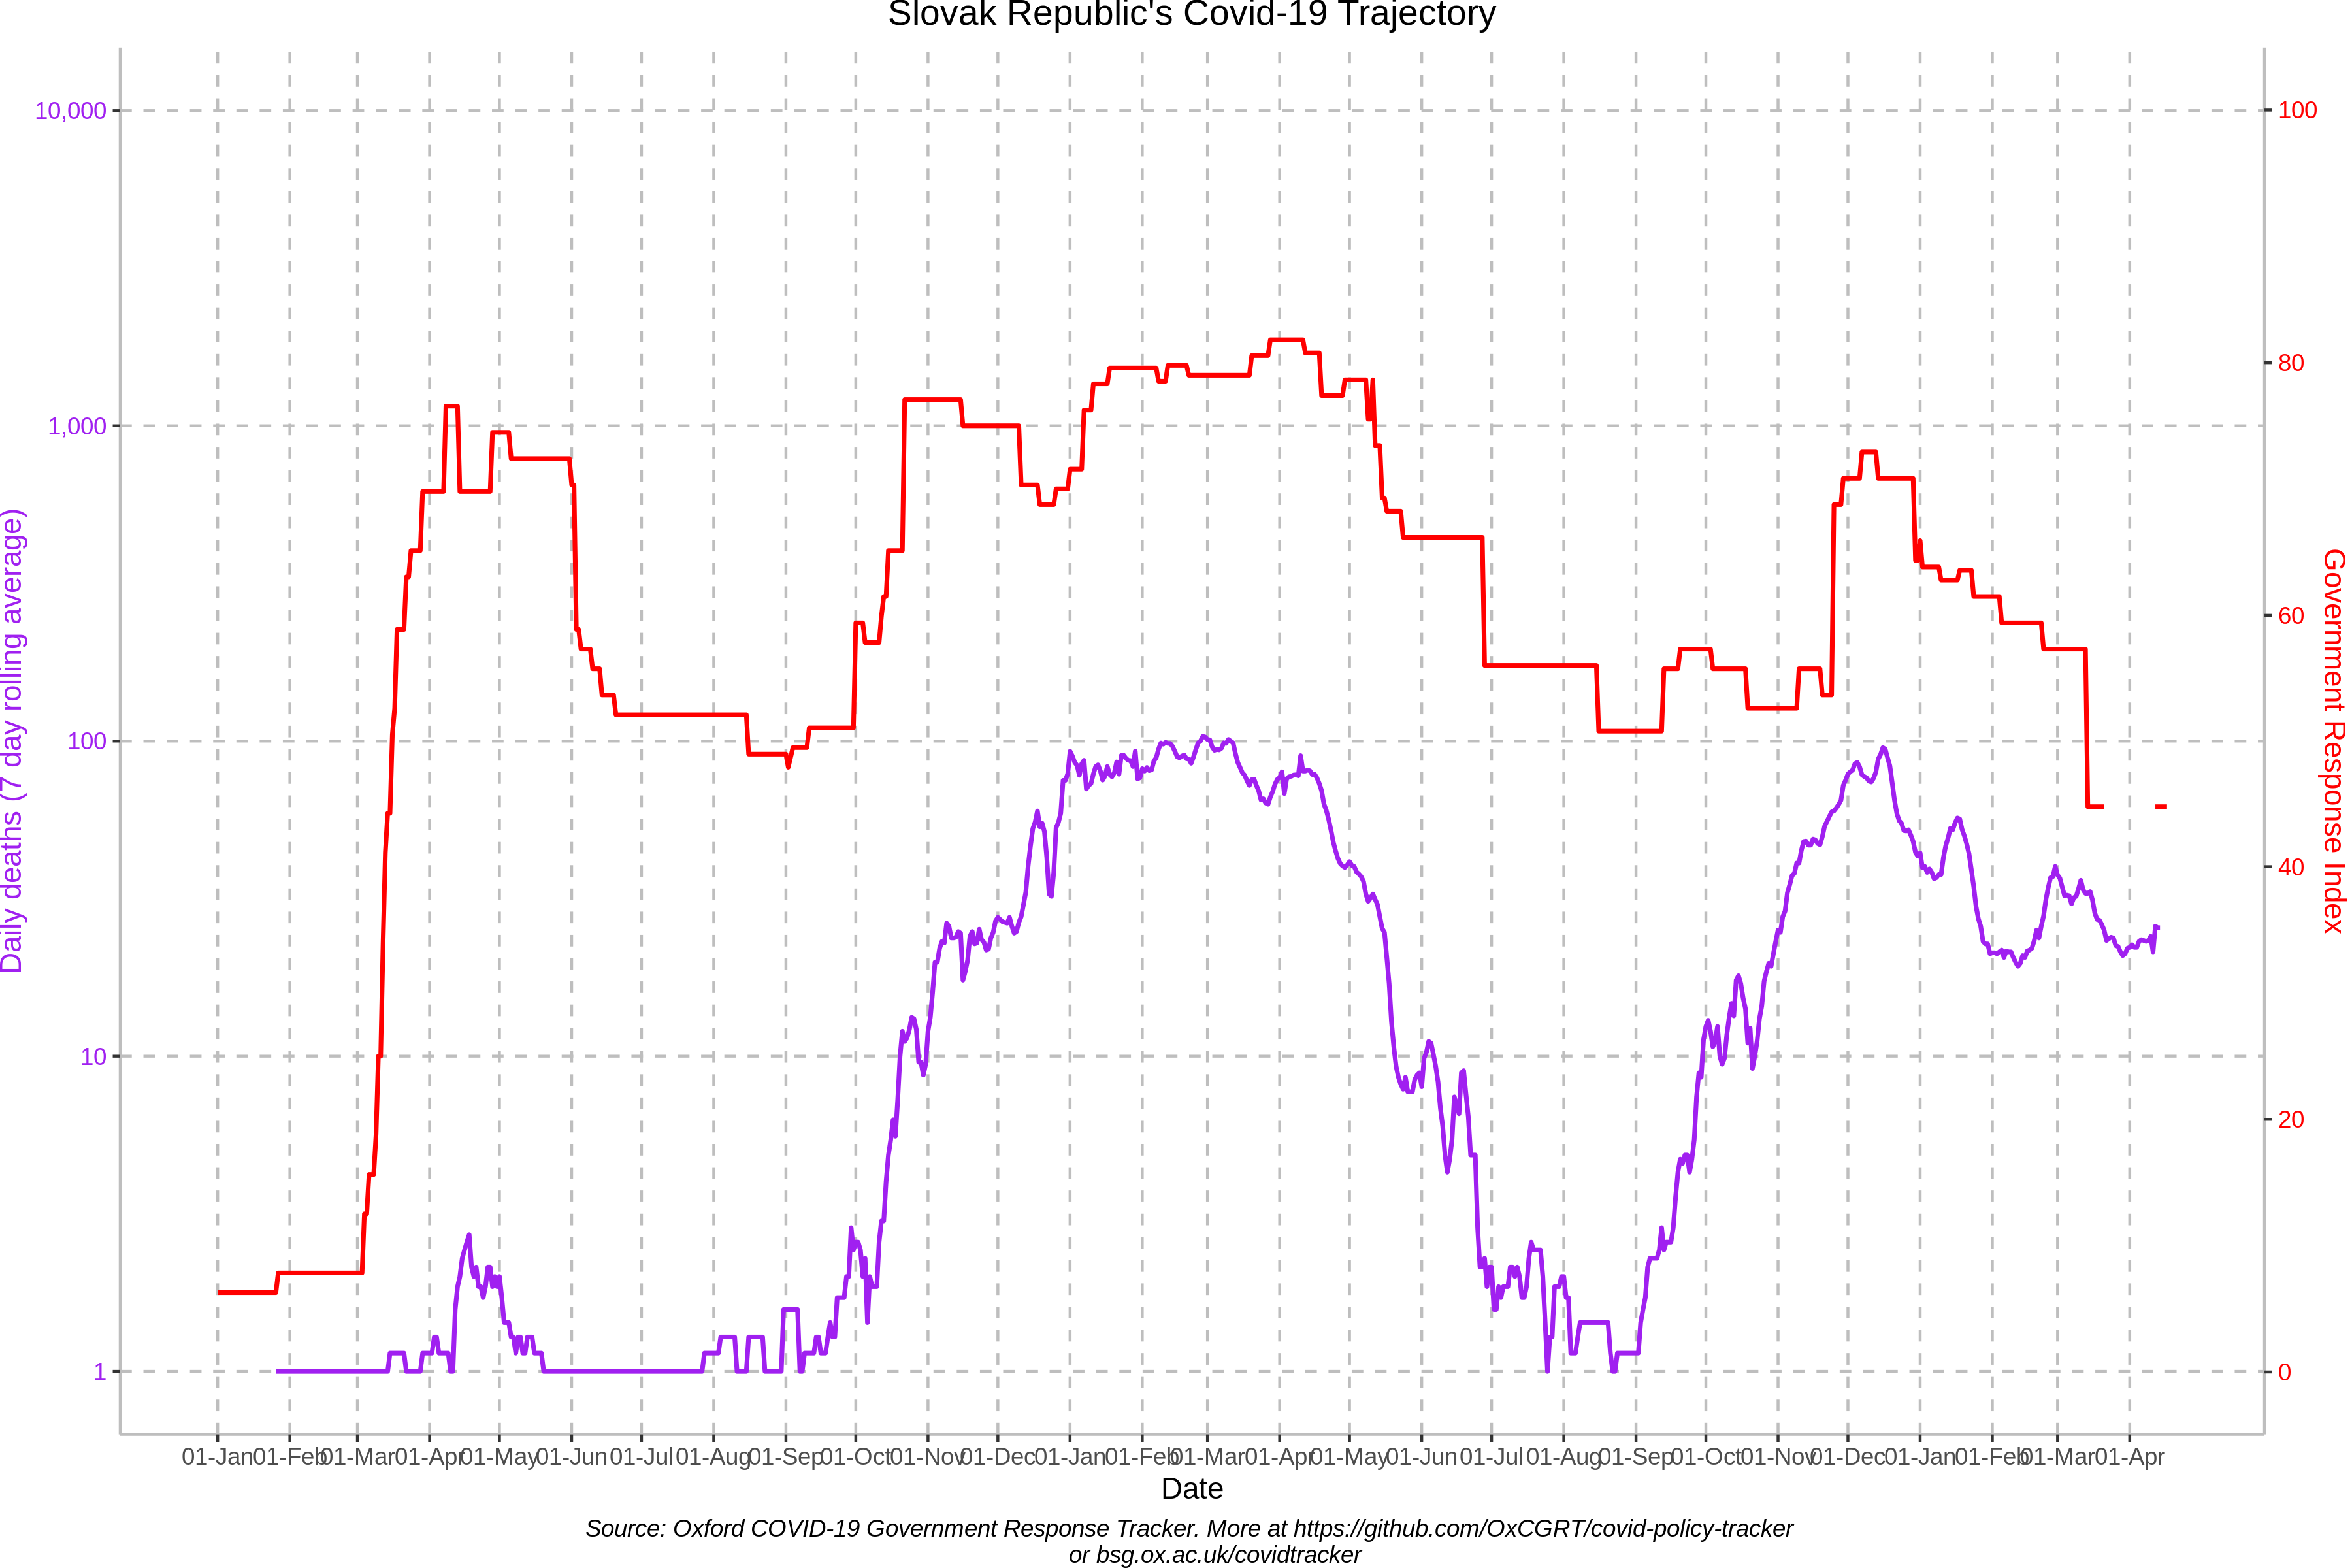 Slovak Republic's Covid-19 Trajectory
10,000
1,000
100
10
1
Daily deaths (7 day rolling average)
100
80
60
40
20
0
Government Response Index
01-Jan 01-Feb 01-Mar 01-Apr 01-May 01-Jun 01-Jul 01-Aug 01-Sep 01-Oct 01-Nov 01-Dec 01-Jan 01-Feb 01-Mar 01-Apr 01-May 01-Jun 01-Jul 01-Aug 01-Sep 01-Oct 01-Nov 01-Dec 01-Jan 01-Feb 01-Mar 01-Apr
Date
Source: Oxford COVID-19 Government Response Tracker. More at https://github.com/OxCGRT/covid-policy-tracker
or bsg.ox.ac.uk/covidtracker